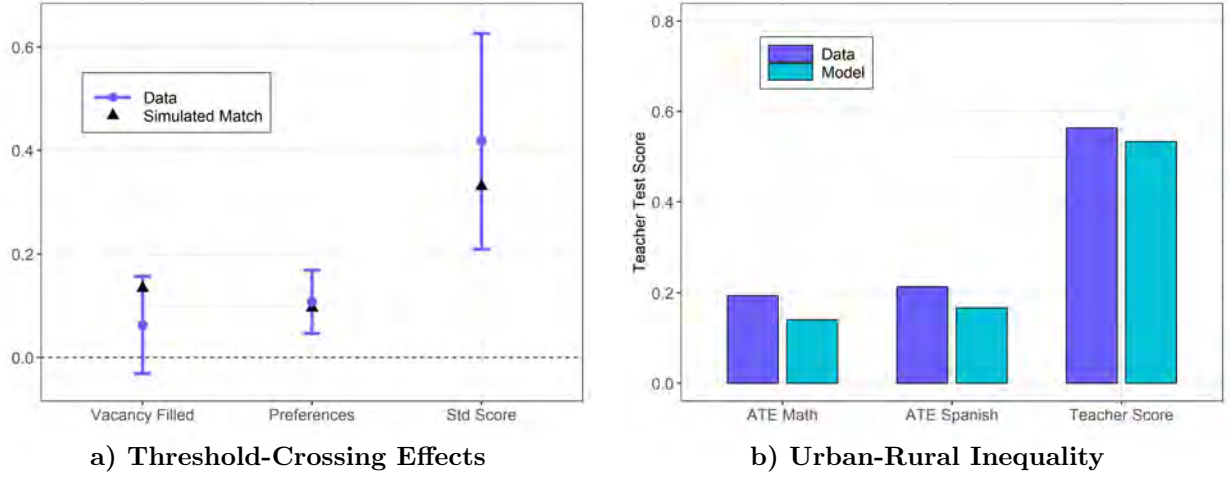 0.6
0.4
0.2
0.0
Data
Simulated Match
Vacancy Filled
Preferences
Std Score
a) Threshold-Crossing Effects
Teacher Test Score
0.8
0.6
0.4
0.2
0.0
Data
Model
ATE Math
ATE Spanish
Teacher Score
b) Urban-Rural Inequality